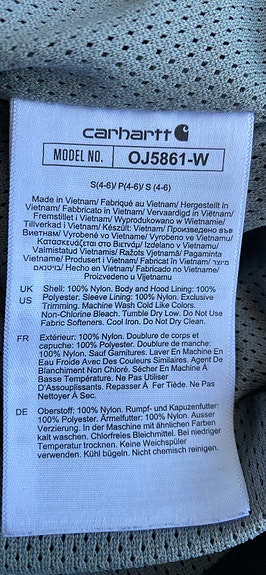 carhartt
MODEL NO. OJ5861-W
S(4-6)/ P(4-6)/ S (4-6)
Made in Vietnam/ Fabriqué au Vietnam/ Hergestellt In
Vietnam/ Fabbricato in Vietnam/ Vervaardigd in Viëtnam/
Fremstillet i Vietnam/ Wyprodukowano w Wietnamie/
Tillverkad i Vietnam/ Készült: Vietnam/ Произведено във
Виетнам/ Vyrobené vo Vietname/ Vyrobeno ve Vietnamu/
Κατασκευάζεται στο Βιετνάμ/ Izdelano v Vietnamu/
Valmistatud Vietnamis/ Ražots Vjetnamā/ Pagaminta
Vietname/ Produsert i Vietnam/ Fabricat în Vietnam/ מיוצר
בויטנאם/ Hecho en Vietnam/ Fabricado no Vietname/
Proizvedeno u Vijetnamu
UK Shell: 100% Nylon. Body and Hood Lining: 100%
US Polyester. Sleeve Lining: 100% Nylon. Exclusive
Trimming. Machine Wash Cold Like Colors.
Non-Chlorine Bleach. Tumble Dry Low. Do Not Use
Fabric Softeners. Cool Iron. Do Not Dry Clean.
FR Extérieur: 100% Nylon. Doublure de corps et
capuche: 100% Polyester. Doublure de manche:
100% Nylon. Sauf Garnitures. Laver En Machine En
Eau Froide Avec Des Couleurs Similaires. Agent De
Blanchiment Non Chloré. Sécher En Machine À
Basse Température. Ne Pas Utiliser
D'Assouplissants. Repasser À Fer Tiède. Ne Pas
Nettoyer À Sec.
DE Oberstoff: 100% Nylon. Rumpf- und Kapuzenfutter:
100% Polyester. Ärmelfutter: 100% Nylon. Ausser
Verzierung. In der Maschine mit ähnlichen Farben
kalt waschen. Chlorfreies Bleichmittel. Bei niedriger
Temperatur trocknen. Keine Weichspüler
verwenden. Kühl bügeln. Nicht chemisch reinigen.